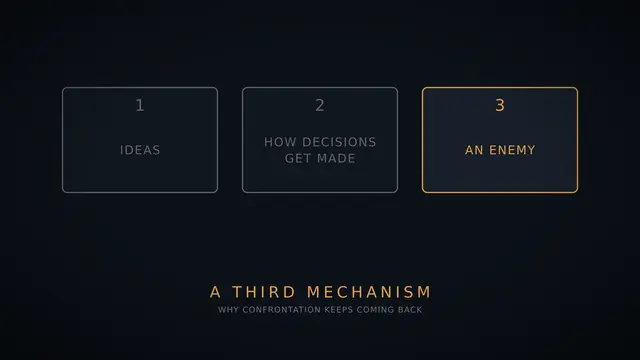 1
IDEAS
2
HOW DECISIONS
GET MADE
3
AN ENEMY
A THIRD MECHANISM
WHY CONFRONTATION KEEPS COMING BACK